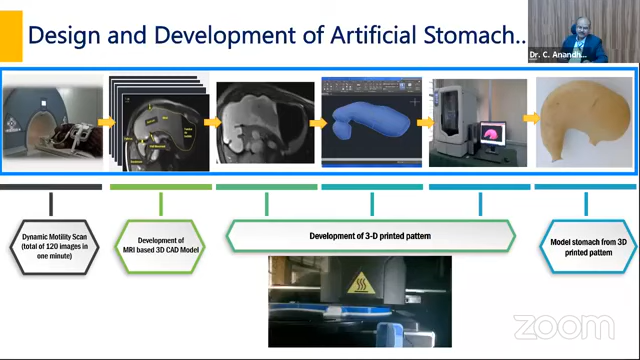 Design and Development of Artificial Stomach..
Dr. C. Anandh...
Dynamic Motility Scan
(total of 120 images in
one minute)
Development of
MRI based 3D CAD Model
Development of 3-D printed pattern
Model stomach from 3D
printed pattern
zoom